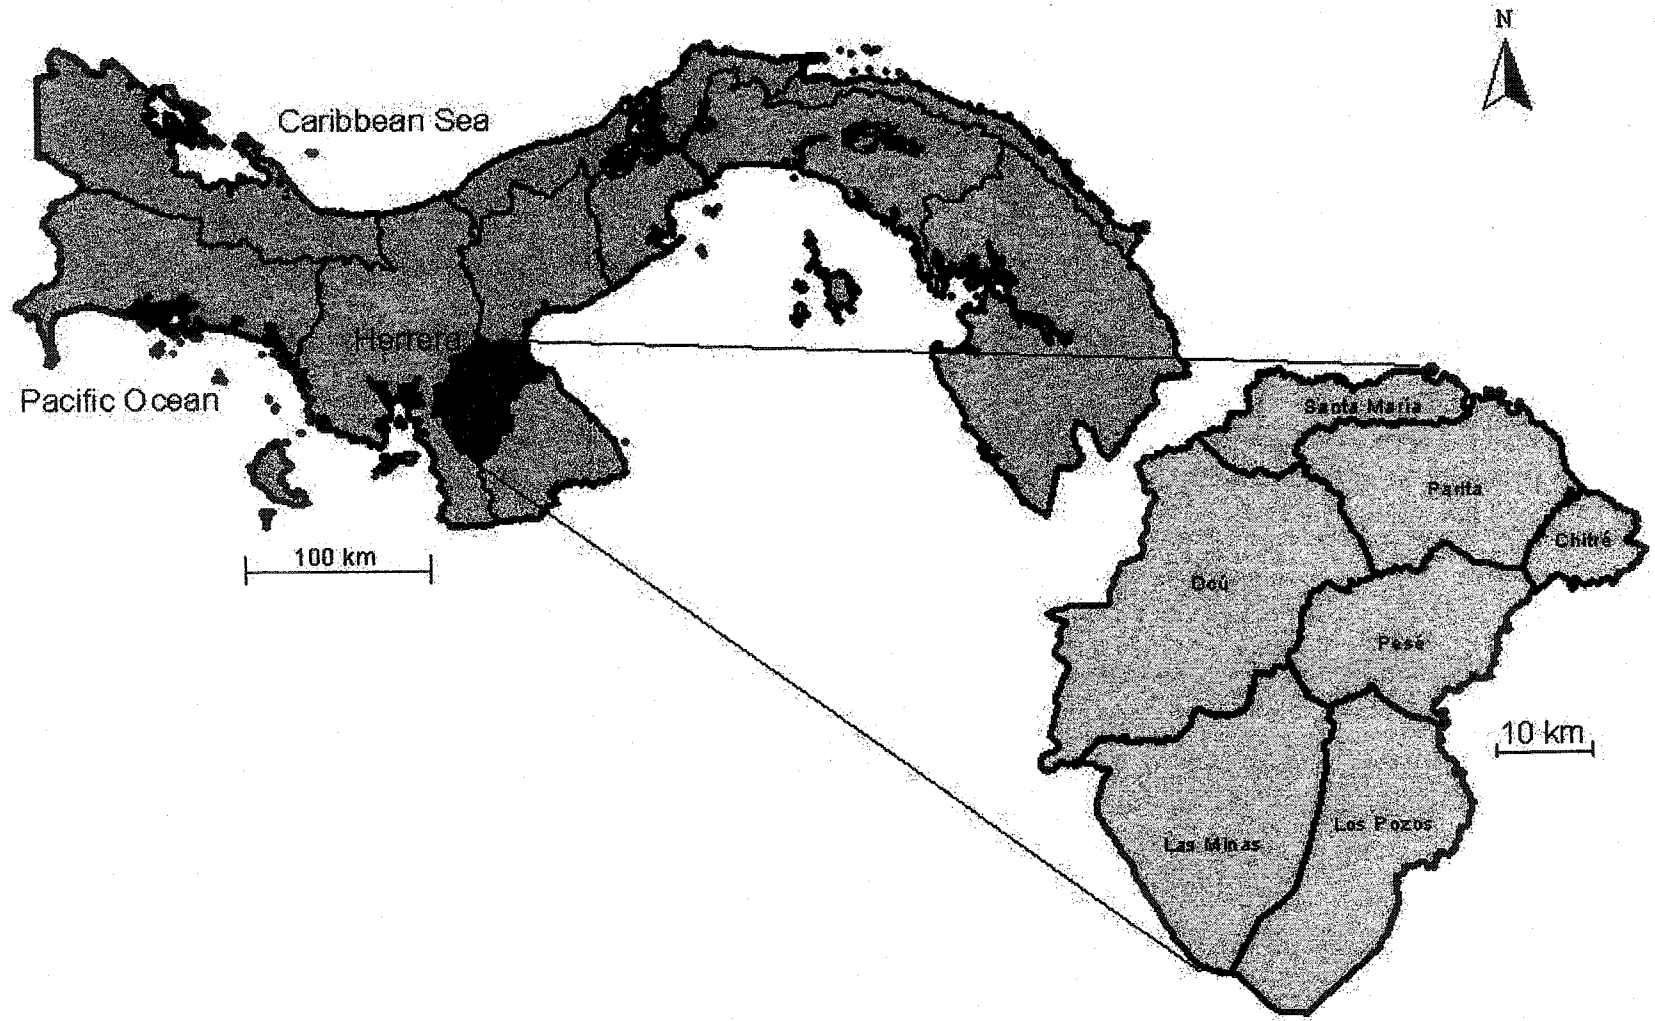 N
Caribbean Sea
Herrera
Pacific Ocean
Santa María
Parita
100 km
Chitré
Ocú
Pesé
10 km
Los Pozos
Las Minas